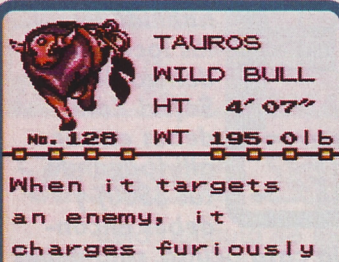 TAUROS
WILD BULL
HT 4'07"
No.128 WT 195.0lb
When it targets
an enemy, it
charges furiously